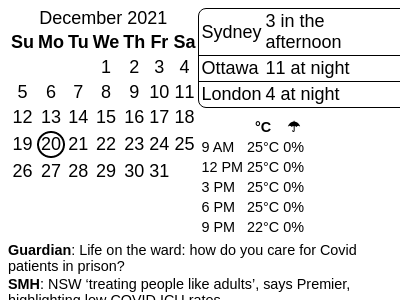 December 2021
Su Mo Tu We Th Fr Sa
1 2 3 4
5 6 7 8 9 10 11
12 13 14 15 16 17 18
19 20 21 22 23 24 25
26 27 28 29 30 31
Sydney 3 in the afternoon
Ottawa 11 at night
London 4 at night
°C ☂
9 AM 25°C 0%
12 PM 25°C 0%
3 PM 25°C 0%
6 PM 25°C 0%
9 PM 22°C 0%
Guardian: Life on the ward: how do you care for Covid
patients in prison?
SMH: NSW ‘treating people like adults’, says Premier,
highlighting low COVID ICU rates